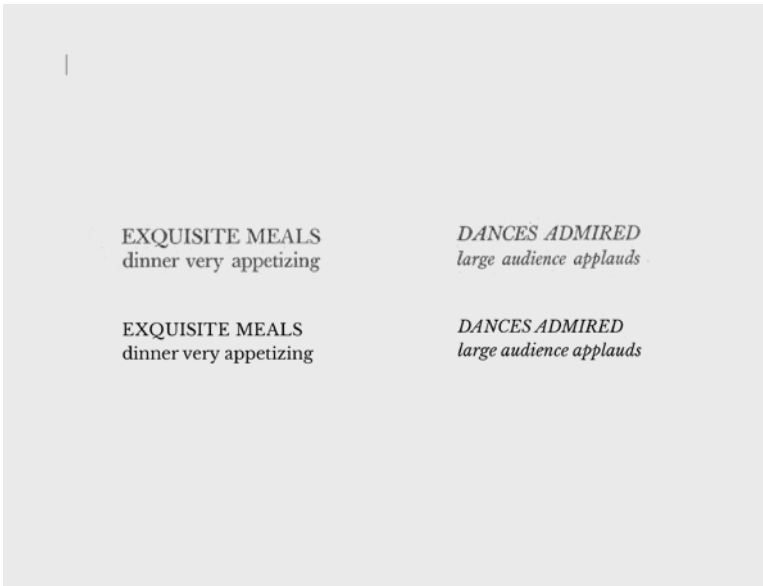 EXQUISITE MEALS
dinner very appetizing
DANCES ADMIRED
large audience applauds
EXQUISITE MEALS
dinner very appetizing
DANCES ADMIRED
large audience applauds